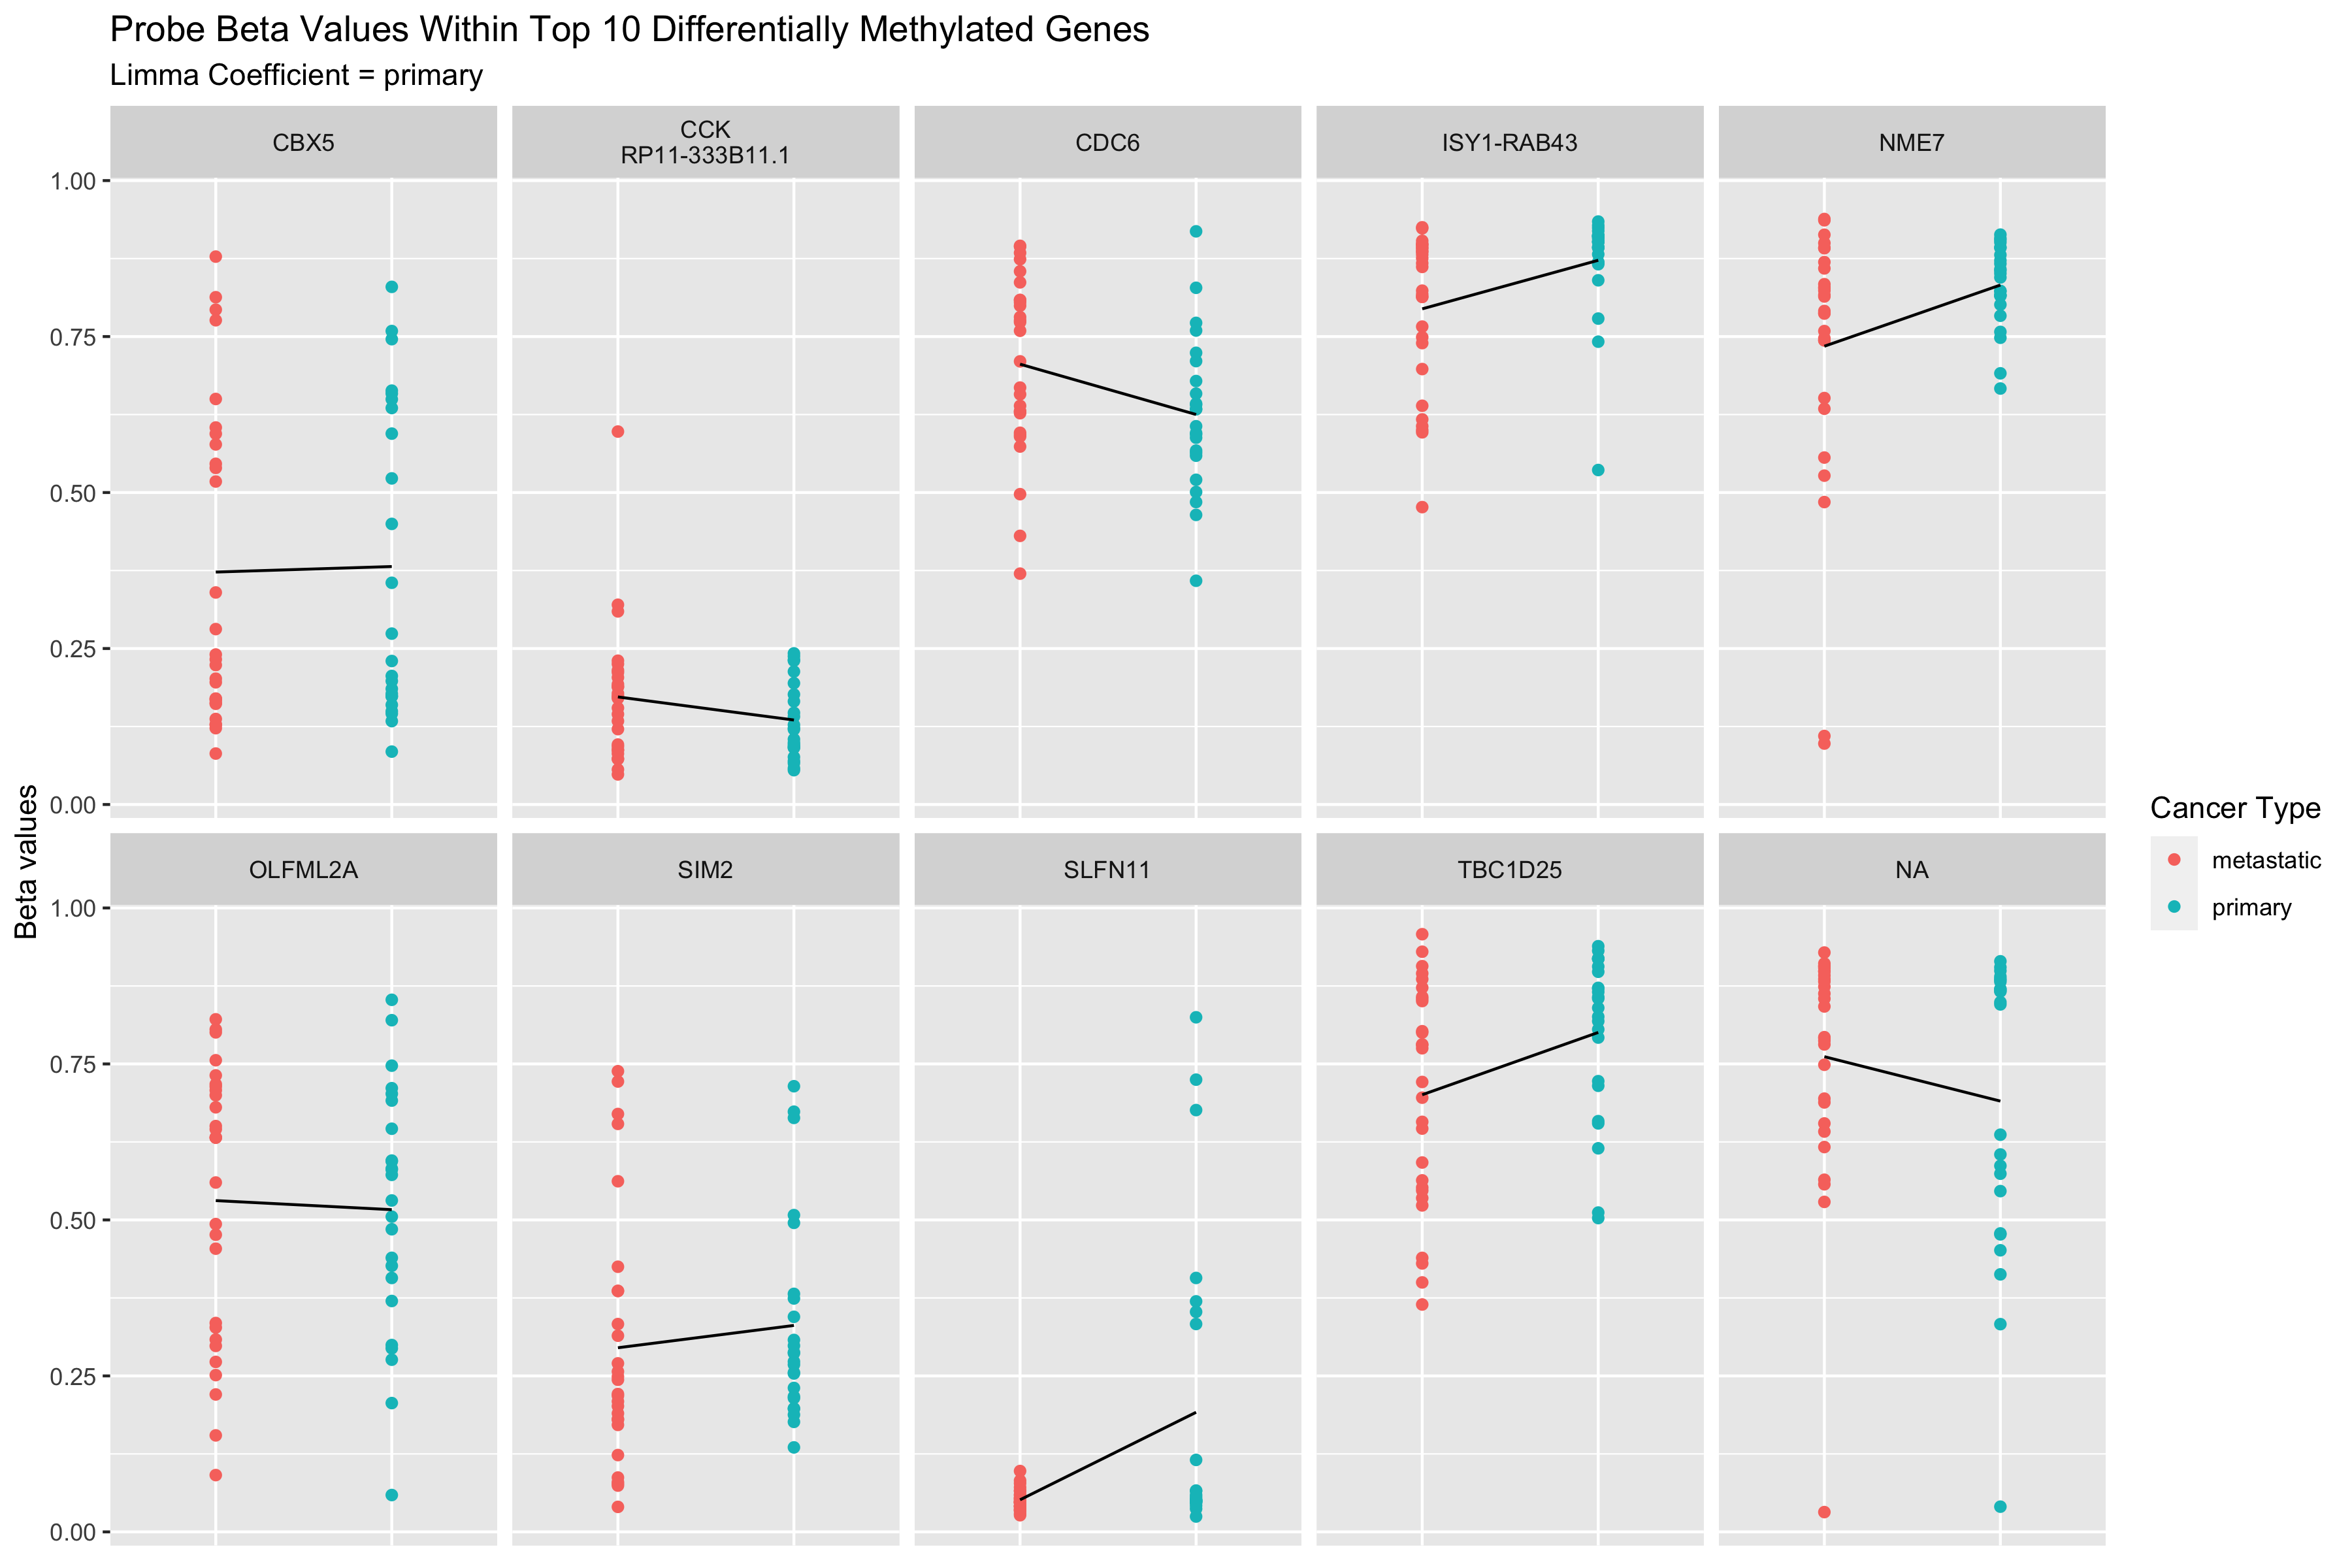 Probe Beta Values Within Top 10 Differentially Methylated Genes
Limma Coefficient = primary
CBX5
CCK
RP11-333B11.1
CDC6
ISY1-RAB43
NME7
1.00
0.75
0.50
0.25
0.00
OLFML2A
SIM2
SLFN11
TBC1D25
NA
1.00
0.75
0.50
0.25
0.00
Beta values
Cancer Type
metastatic
primary